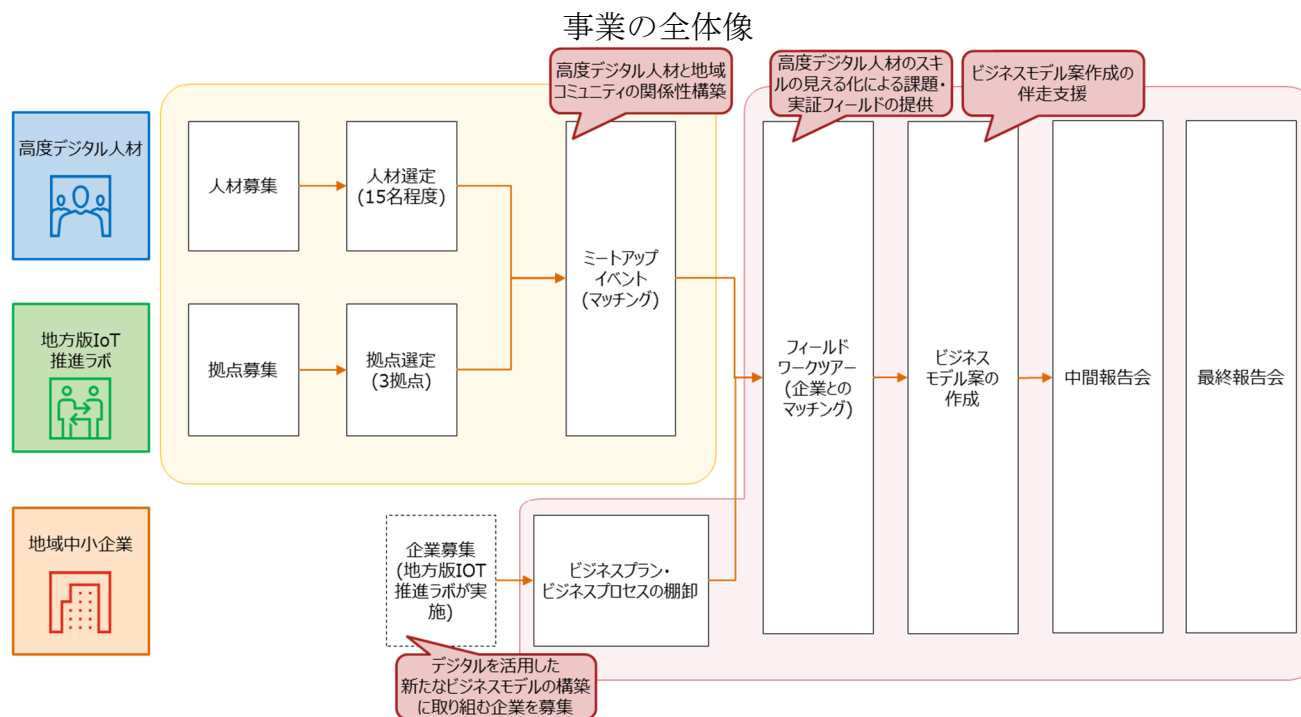 事業の全体像
高度デジタル人材と地域
コミュニティの関係性構築
高度デジタル人材のスキ
ルの見える化による課題・
実証フィールドの提供
ビジネスモデル案作成の
伴走支援
高度デジタル人材
人材募集
人材選定
(15名程度)
ミートアップ
イベント
(マッチング)
地方版IoT
推進ラボ
拠点募集
拠点選定
(3拠点)
フィールド
ワークツアー
(企業との
マッチング)
ビジネス
モデル案の
作成
中間報告会
最終報告会
地域中小企業
企業募集
(地方版IOT
推進ラボが実
施)
ビジネスプラン・
ビジネスプロセスの棚卸
デジタルを活用した
新たなビジネスモデルの構築
に取り組む企業を募集